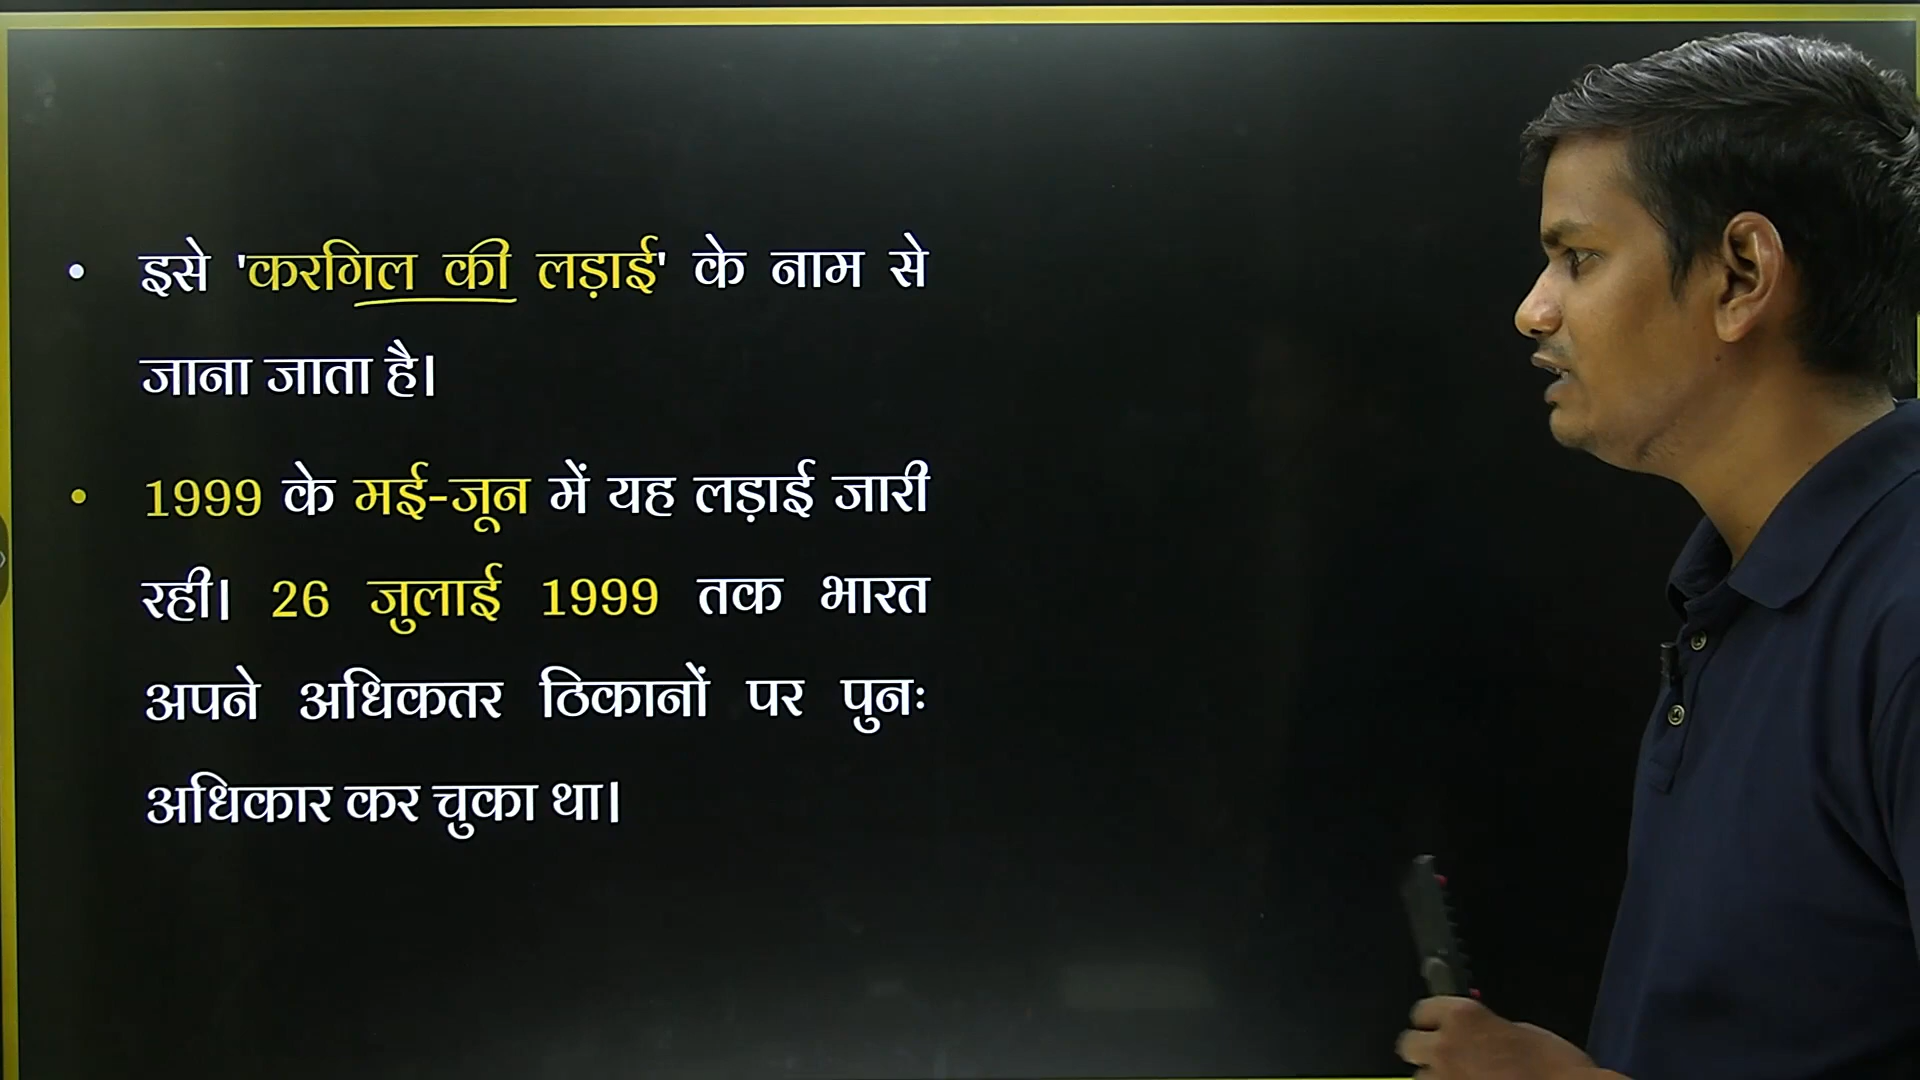 • इसे 'करगिल की लड़ाई' के नाम से
जाना जाता है।
• 1999 के मई-जून में यह लड़ाई जारी
रही। 26 जुलाई 1999 तक भारत
अपने अधिकतर ठिकानों पर पुनः
अधिकार कर चुका था।